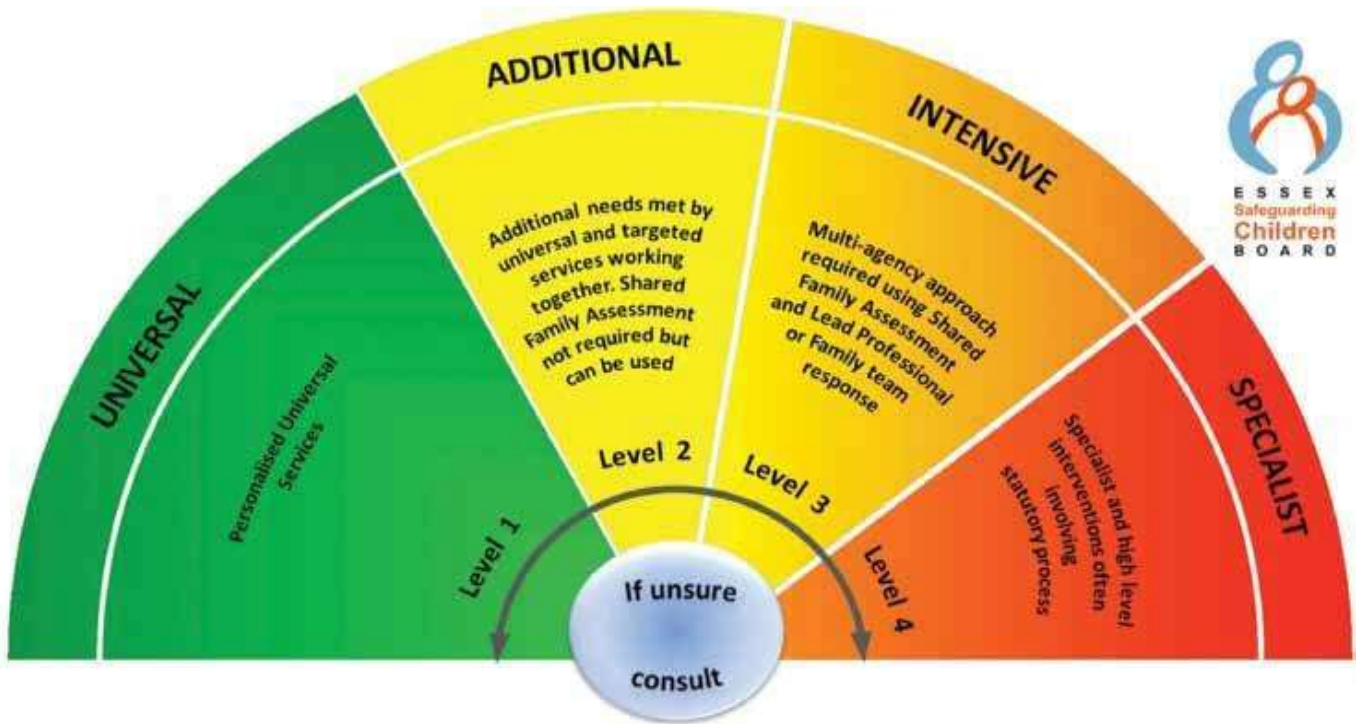 UNIVERSAL
Personalised Universal
Services
Level 1
ADDITIONAL
Additional needs met by
universal and targeted
services working
together. Shared
Family Assessment
not required but
can be used
Level 2
INTENSIVE
Multi-agency approach
required using Shared
Family Assessment
and Lead Professional
or Family team
response
Level 3
SPECIALIST
Specialist and high level
interventions often
involving
statutory process
Level 4
If unsure
consult
ESSEX
Safeguarding
Children
BOARD